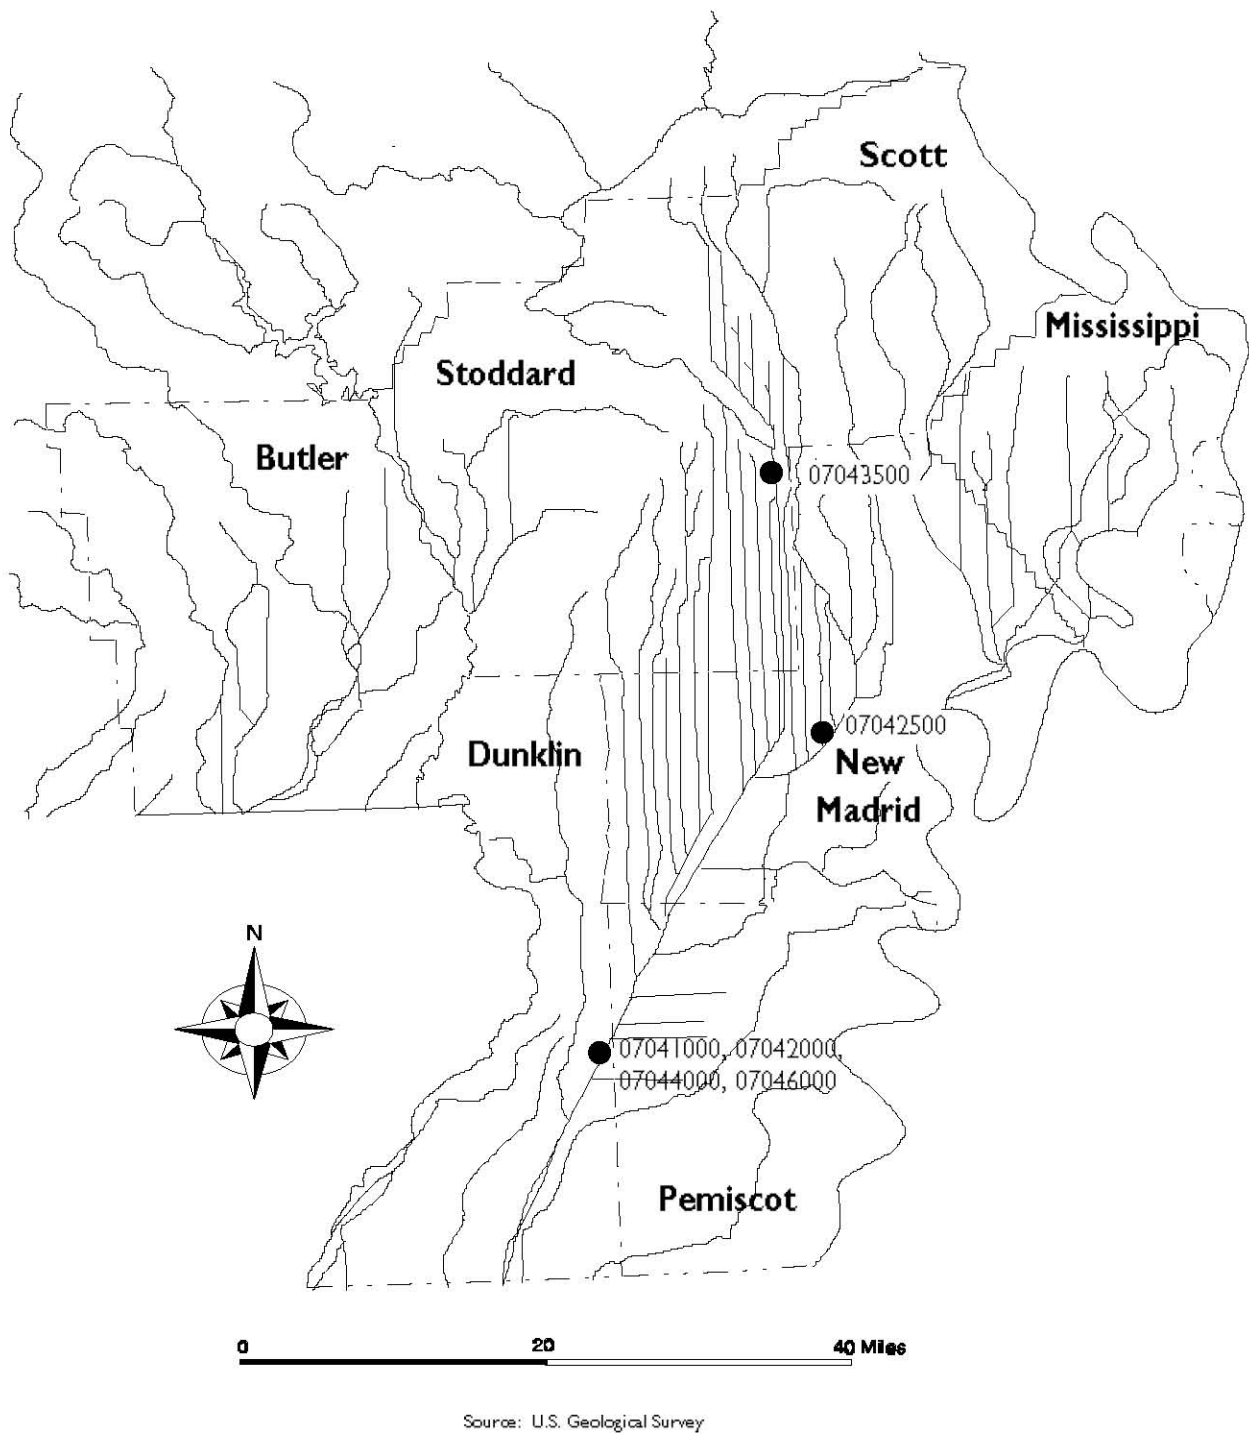 Scott
Mississippi
Stoddard
Butler
07043500
07042500
Dunklin
New
Madrid
N
07041000, 07042000,
07044000, 07046000
Pemiscot
0 20 40 Miles
Source: U.S. Geological Survey